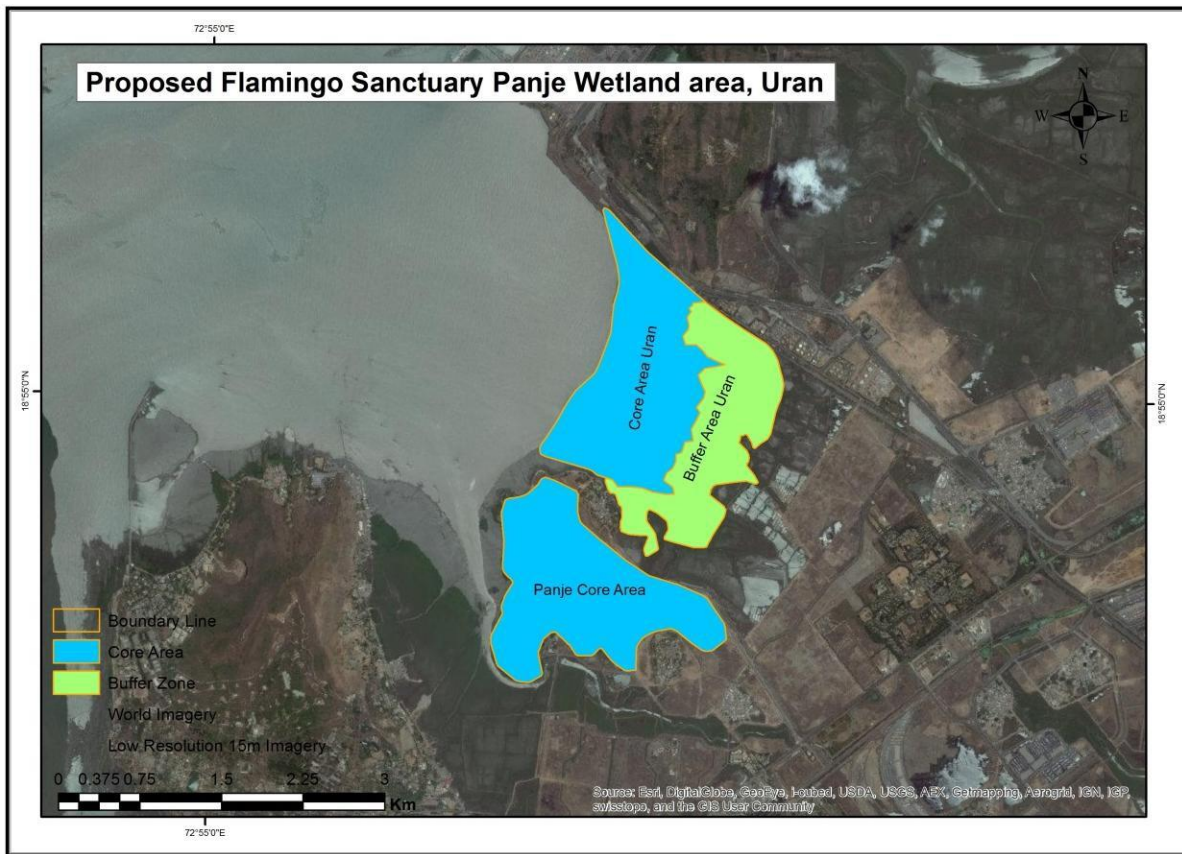 72°55'0"E
Proposed Flamingo Sanctuary Panje Wetland area, Uran
N
W E
S
18°55'0"N
18°55'0"N
Core Area Uran
Buffer Area Uran
Panje Core Area
Boundary Line
Core Area
Buffer Zone
World Imagery
Low Resolution 15m Imagery
0 0.375 0.75 1.5 2.25 3
Km
Source: Esri, DigitalGlobe, GeoEye, i-cubed, USDA, USGS, AEX, Getmapping, Aerogrid, IGN, IGP,
swisstopo, and the GIS User Community
72°55'0"E